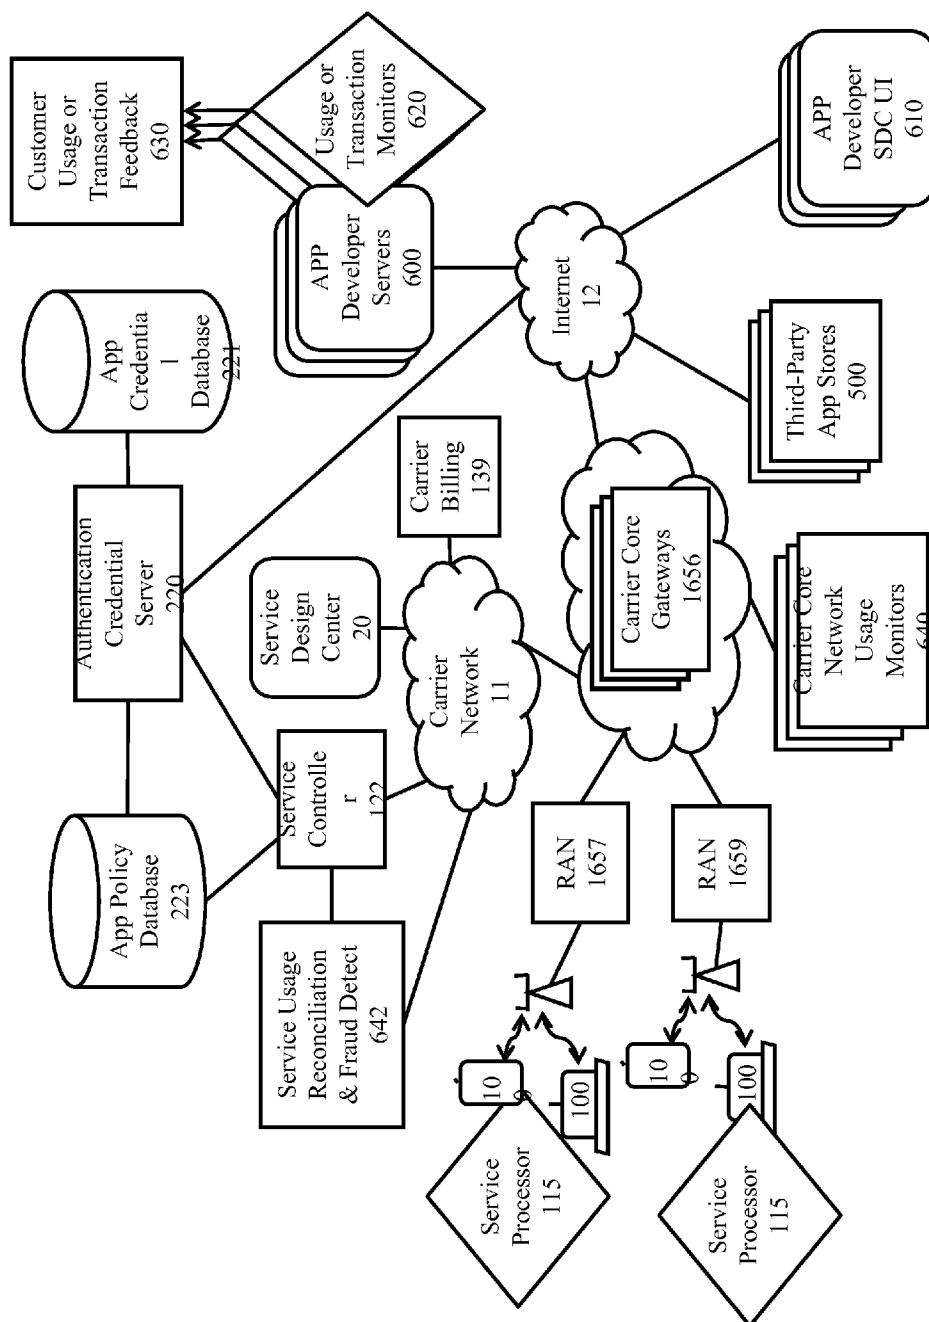 Customer
Usage or
Transaction
Feedback
630
Usage or
Transaction
Monitors
620
APP
Developer
Servers
600
APP
Developer
SDC UI
610
App
Credentia
l
Database
221
Internet
12
Third-Party
App Stores
500
Authentication
Credential
Server
220
Carrier
Billing
139
Service
Design
Center
20
Carrier
Network
11
Carrier Core
Gateways
1656
Carrier Core
Network
Usage
Monitors
640
App Policy
Database
223
Service
Controlle
r
122
Service Usage
Reconciliation
& Fraud Detect
642
RAN
1657
RAN
1659
10
0
100
10
0
100
Service
Processor
115
Service
Processor
115